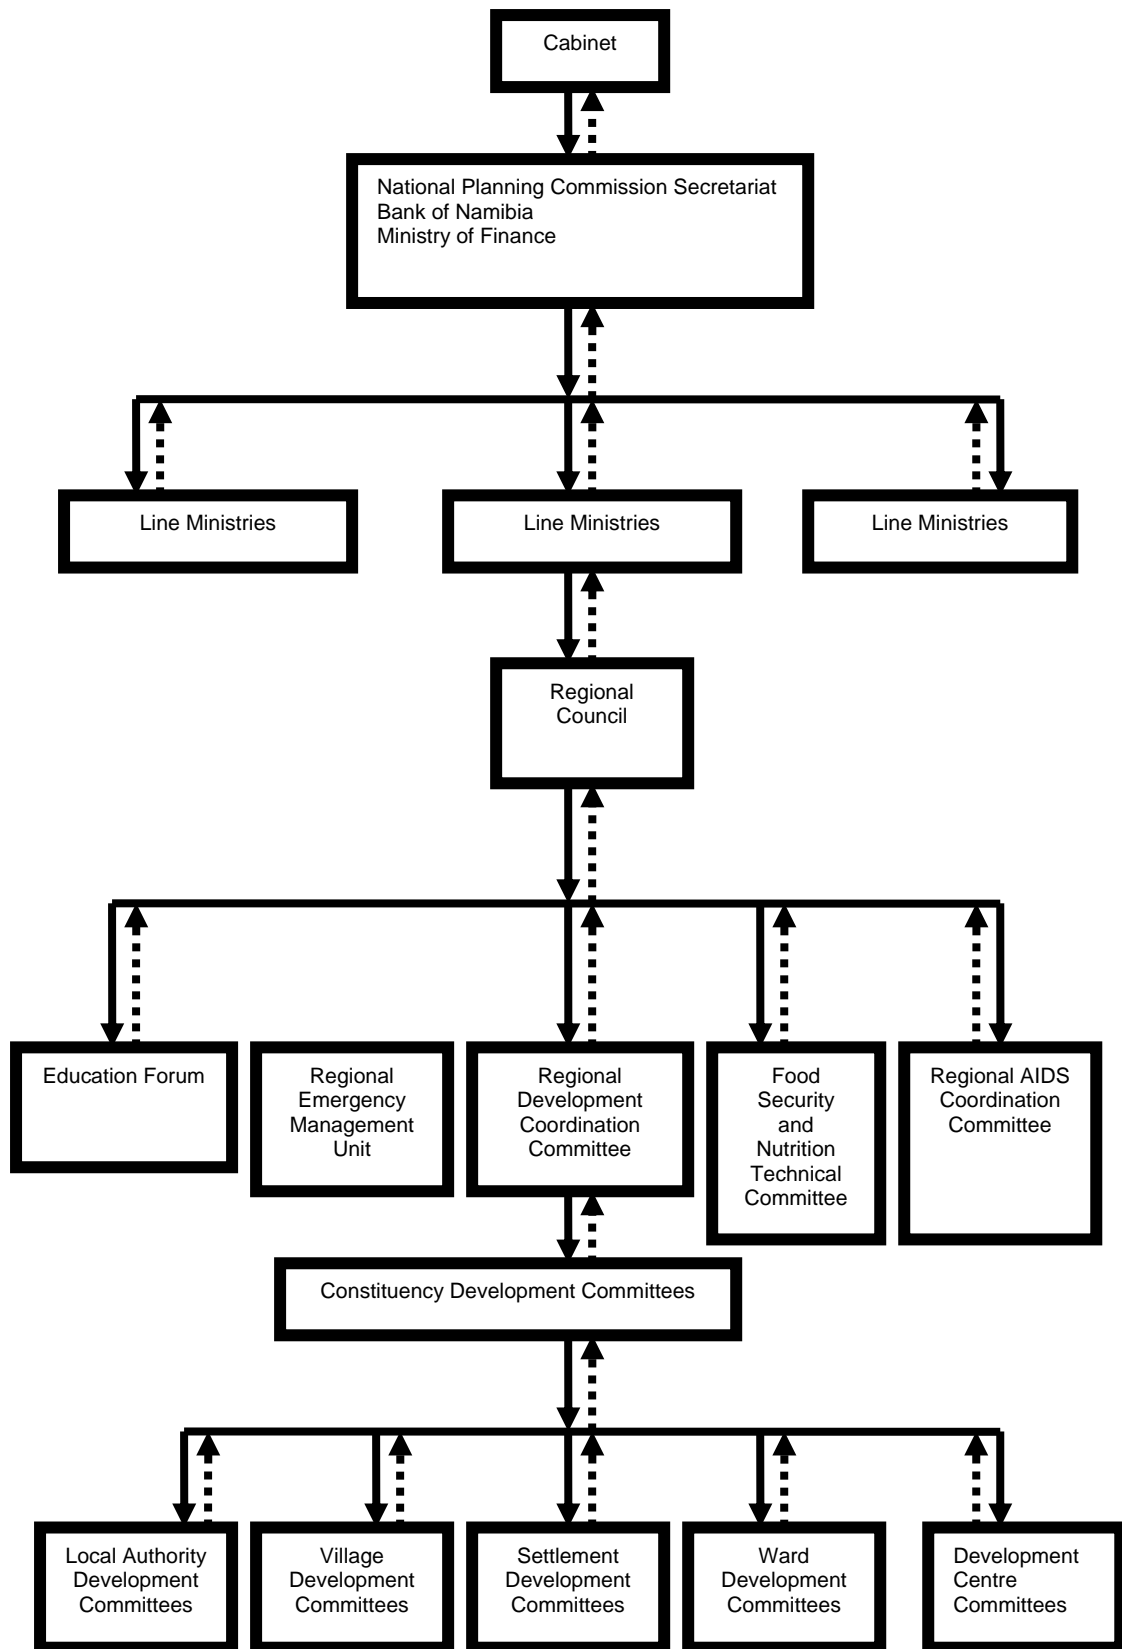 Cabinet
National Planning Commission Secretariat
Bank of Namibia
Ministry of Finance
Line Ministries
Line Ministries
Line Ministries
Regional
Council
Education Forum
Regional
Emergency
Management
Unit
Regional
Development
Coordination
Committee
Food
Security
and
Nutrition
Technical
Committee
Regional AIDS
Coordination
Committee
Constituency Development Committees
Local Authority
Development
Committees
Village
Development
Committees
Settlement
Development
Committees
Ward
Development
Committees
Development
Centre
Committees